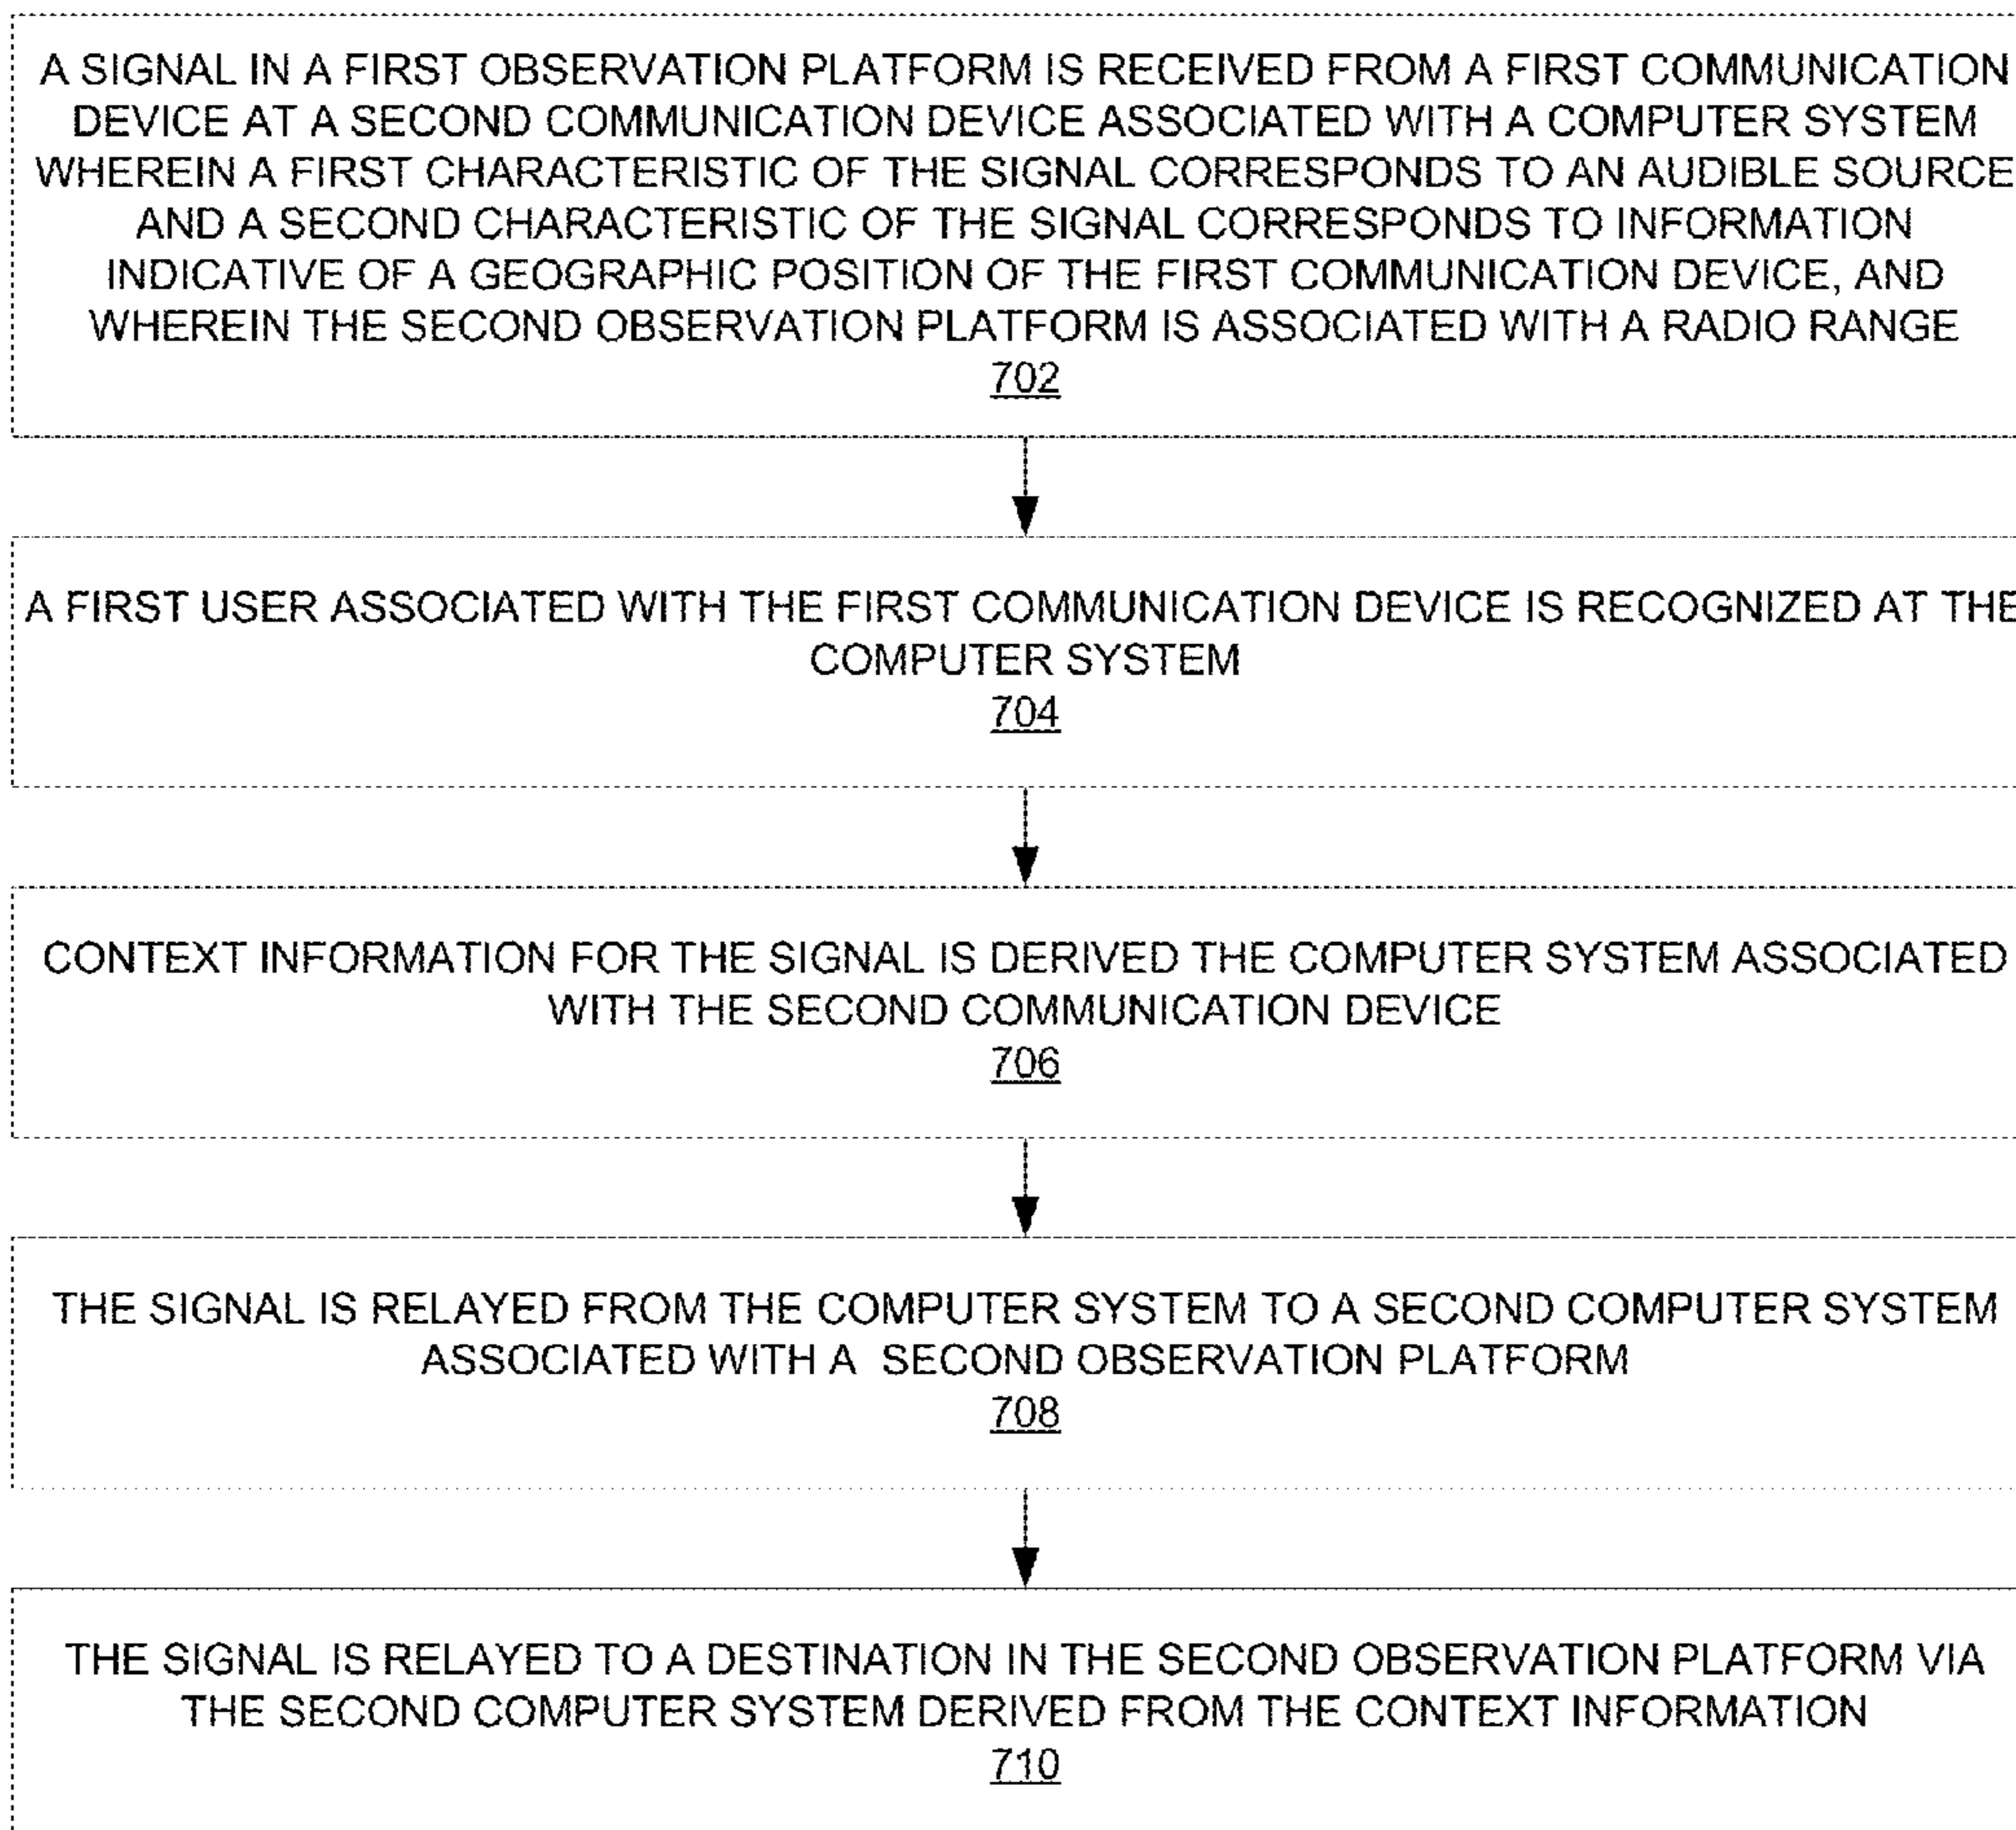 A SIGNAL IN A FIRST OBSERVATION PLATFORM IS RECEIVED FROM A FIRST COMMUNICATION
DEVICE AT A SECOND COMMUNICATION DEVICE ASSOCIATED WITH A COMPUTER SYSTEM
WHEREIN A FIRST CHARACTERISTIC OF THE SIGNAL CORRESPONDS TO AN AUDIBLE SOURCE
AND A SECOND CHARACTERISTIC OF THE SIGNAL CORRESPONDS TO INFORMATION
INDICATIVE OF A GEOGRAPHIC POSITION OF THE FIRST COMMUNICATION DEVICE, AND
WHEREIN THE SECOND OBSERVATION PLATFORM IS ASSOCIATED WITH A RADIO RANGE
702
A FIRST USER ASSOCIATED WITH THE FIRST COMMUNICATION DEVICE IS RECOGNIZED AT THE
COMPUTER SYSTEM
704
CONTEXT INFORMATION FOR THE SIGNAL IS DERIVED THE COMPUTER SYSTEM ASSOCIATED
WITH THE SECOND COMMUNICATION DEVICE
706
THE SIGNAL IS RELAYED FROM THE COMPUTER SYSTEM TO A SECOND COMPUTER SYSTEM
ASSOCIATED WITH A SECOND OBSERVATION PLATFORM
708
THE SIGNAL IS RELAYED TO A DESTINATION IN THE SECOND OBSERVATION PLATFORM VIA
THE SECOND COMPUTER SYSTEM DERIVED FROM THE CONTEXT INFORMATION
710